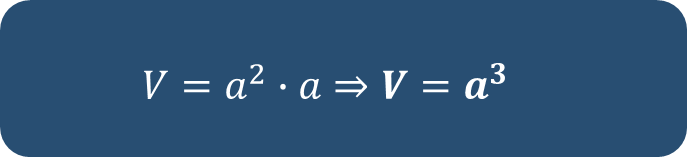 V = a² · a ⇒ V = a³